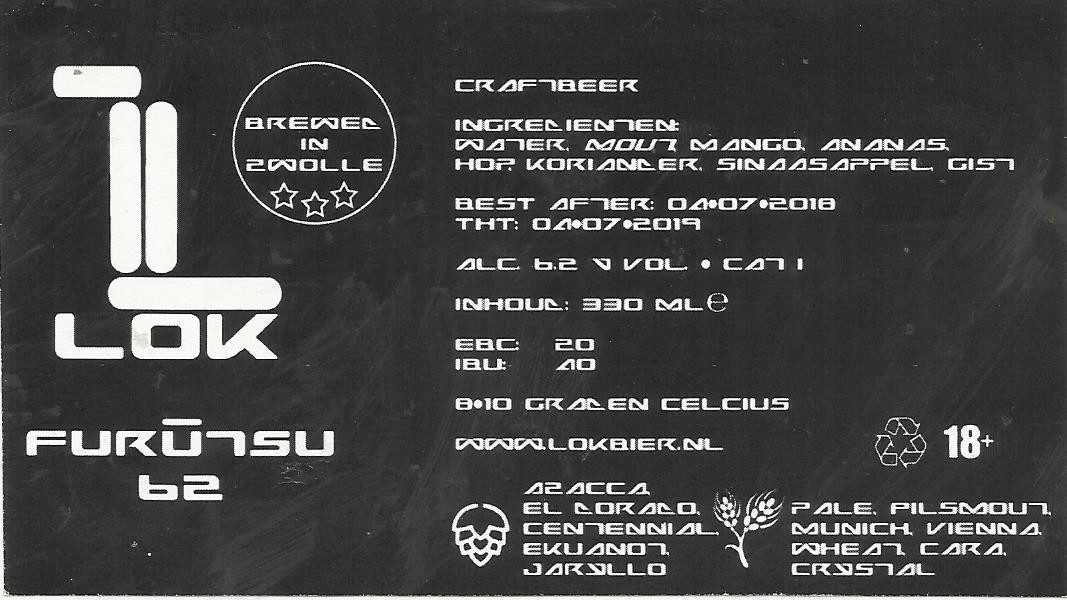 LOK
FURŪTSU
62
BREWED
IN
ZWOLLE
CRAFTBEER
INGREDIENTEN:
WATER, MOUT, MANGO, ANANAS,
HOP, KORIANDER, SINAASAPPEL, GIST
BEST AFTER: 04•07•2018
THT: 04•07•2019
ALC. 6.2 % VOL. • CAT I
INHOUD: 330 ML ℮
EBC: 20
IBU: 40
8•10 GRADEN CELCIUS
WWW.LOKBIER.NL
18+
AZACCA,
EL DORADO,
CENTENNIAL,
EKUANOT,
JARYLLO
PALE, PILSMOUT,
MUNICH, VIENNA,
WHEAT, CARA,
CRYSTAL